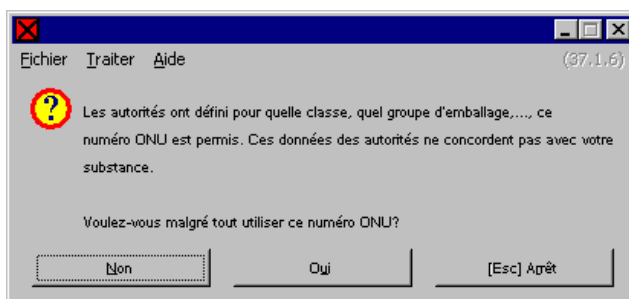 Fichier Traiter Aide (37.1.6)
Les autorités ont défini pour quelle classe, quel groupe d'emballage,..., ce
numéro ONU est permis. Ces données des autorités ne concordent pas avec votre
substance.
Voulez-vous malgré tout utiliser ce numéro ONU?
Non Oui [Esc] Arrêt